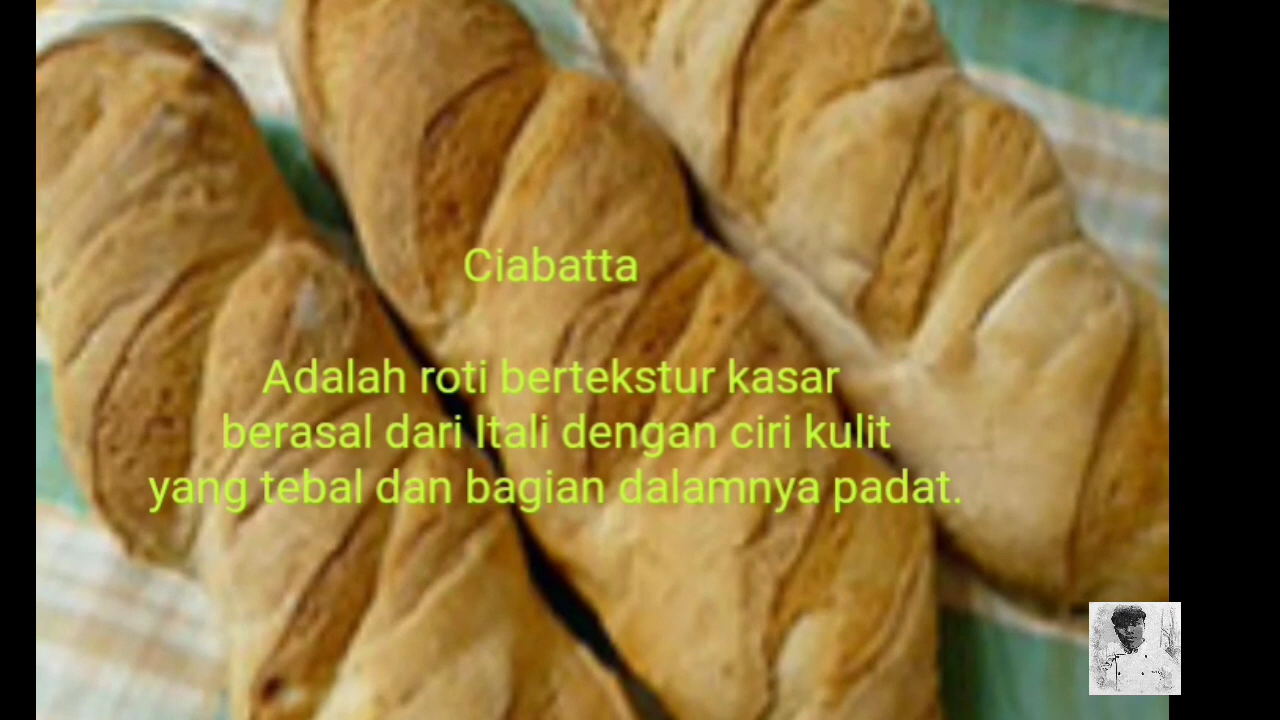 Ciabatta
Adalah roti bertekstur kasar
berasal dari Itali dengan ciri kulit
yang tebal dan bagian dalamnya padat.